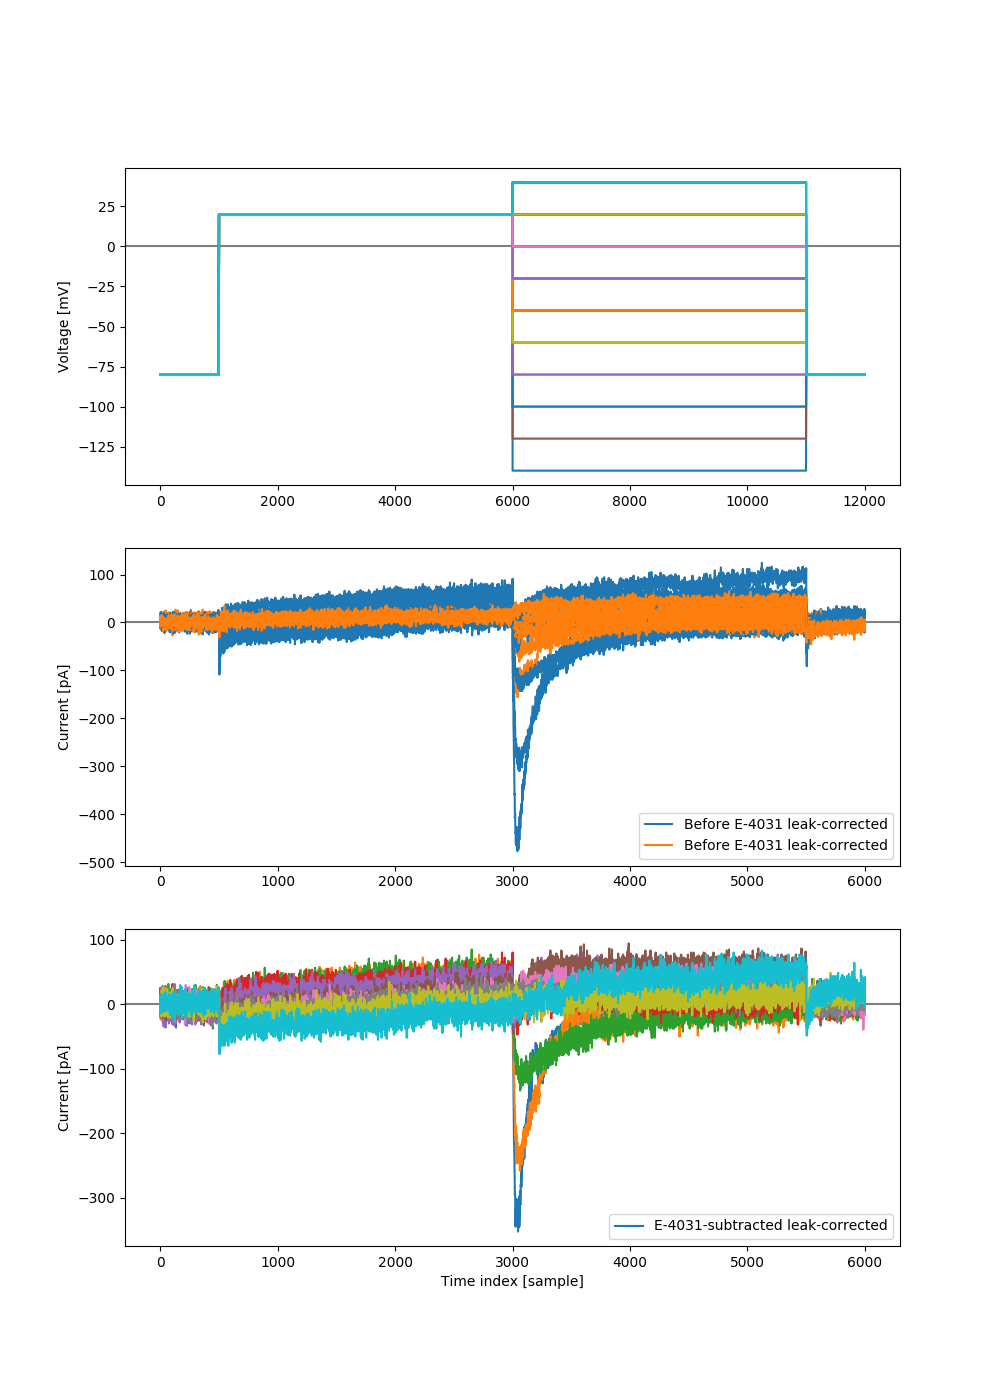 25
0
−25
−50
−75
−100
−125
Voltage [mV]
0 2000 4000 6000 8000 10000 12000
100
0
−100
−200
−300
−400
−500
Current [pA]
Before E-4031 leak-corrected
Before E-4031 leak-corrected
0 1000 2000 3000 4000 5000 6000
100
0
−100
−200
−300
Current [pA]
E-4031-subtracted leak-corrected
0 1000 2000 3000 4000 5000 6000
Time index [sample]